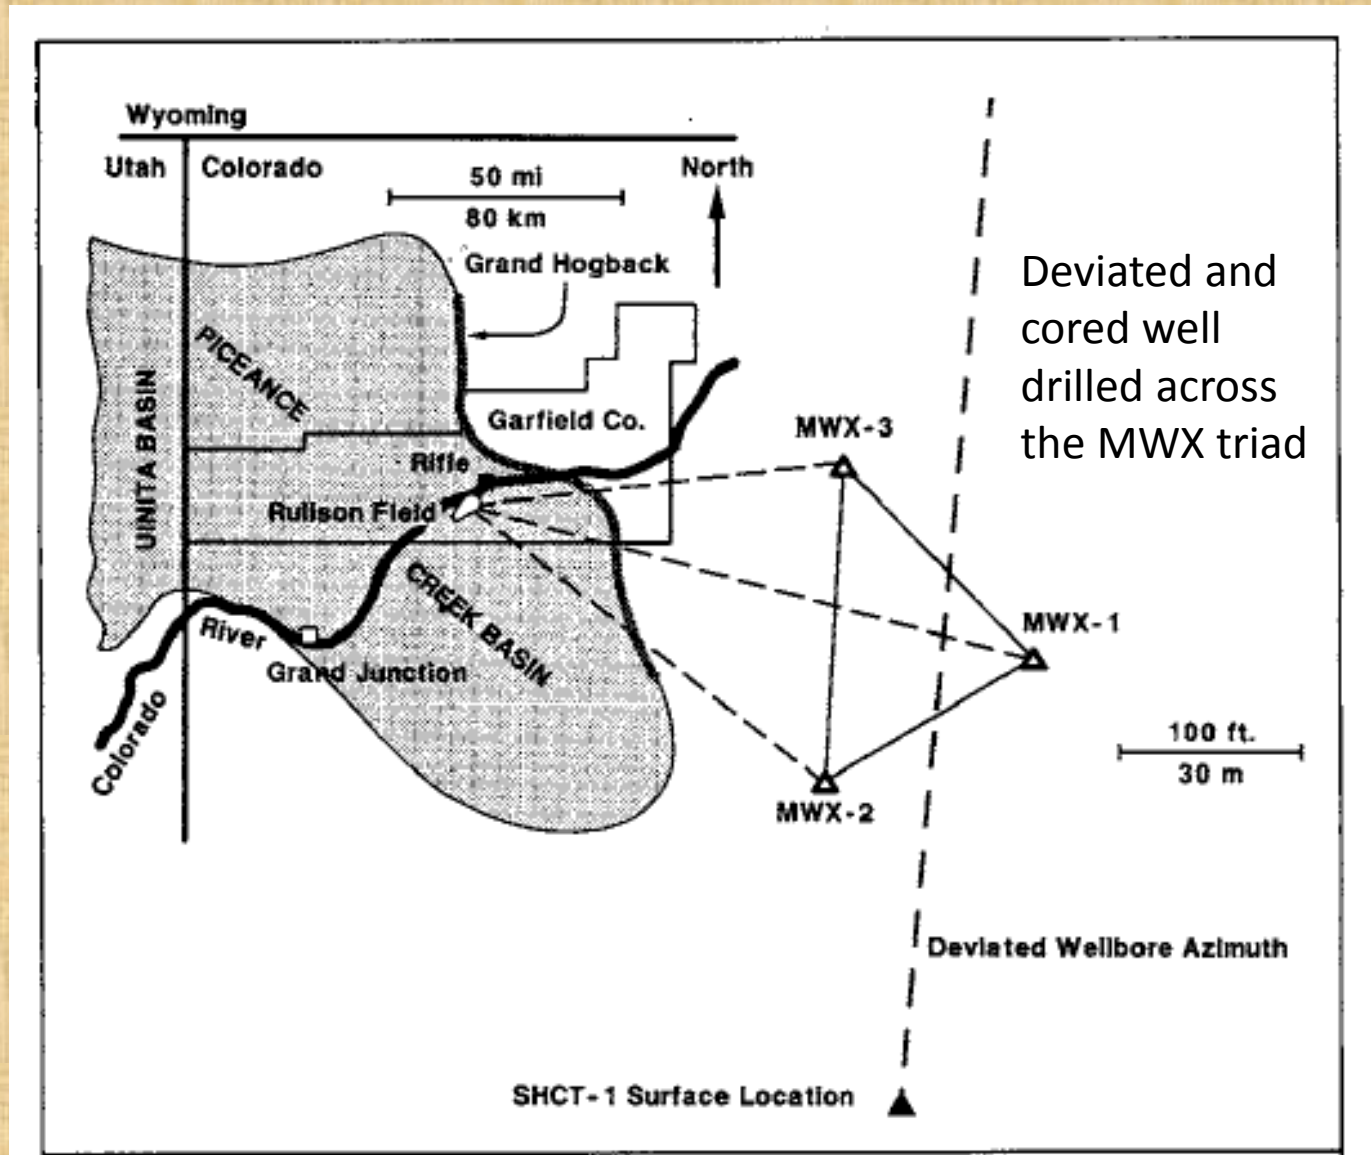 Wyoming
Utah
Colorado
50 mi
80 km
North
Grand Hogback
Deviated and
cored well
drilled across
the MWX triad
PICEANCE
UINITA BASIN
Garfield Co.
MWX-3
Rifle
Rulison Field
CREEK BASIN
River
MWX-1
Grand Junction
Colorado
100 ft.
30 m
MWX-2
Deviated Wellbore Azimuth
SHCT-1 Surface Location